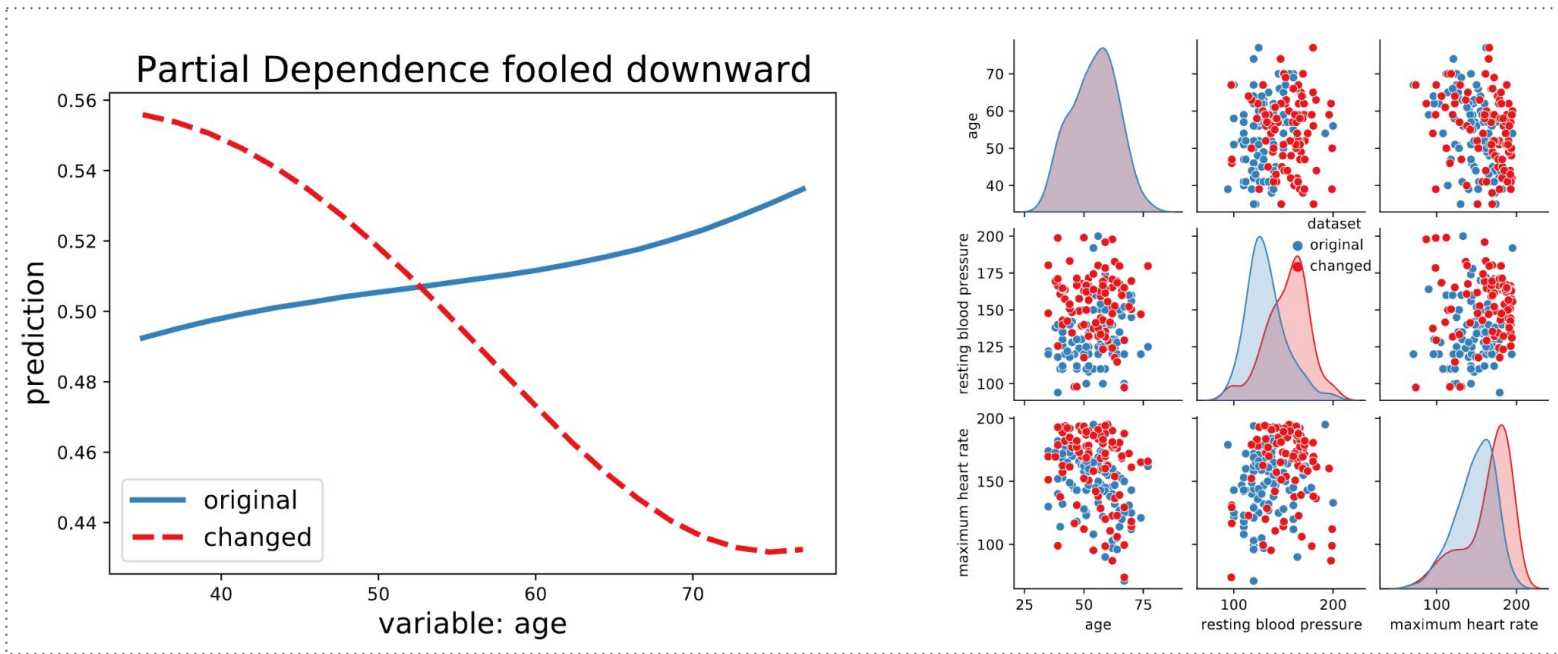 Partial Dependence fooled downward
0.56
0.54
0.52
0.50
0.48
0.46
0.44
prediction
original
changed
40
50
60
70
variable: age
70
60
50
40
age
dataset
original
changed
200
175
150
125
100
resting blood pressure
200
150
100
maximum heart rate
25
50
75
age
100
200
resting blood pressure
100
200
maximum heart rate